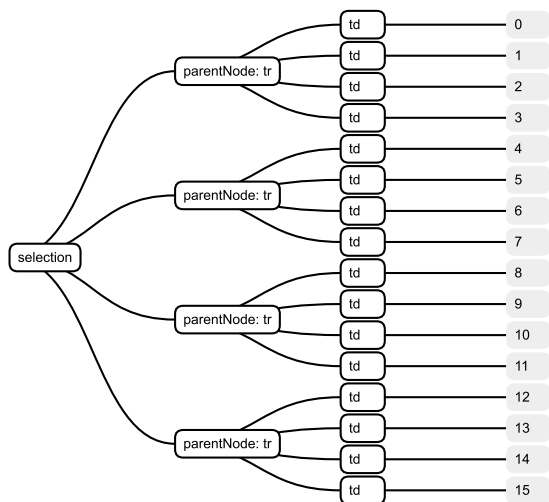 selection
parentNode: tr
td 0
td 1
td 2
td 3
parentNode: tr
td 4
td 5
td 6
td 7
parentNode: tr
td 8
td 9
td 10
td 11
parentNode: tr
td 12
td 13
td 14
td 15